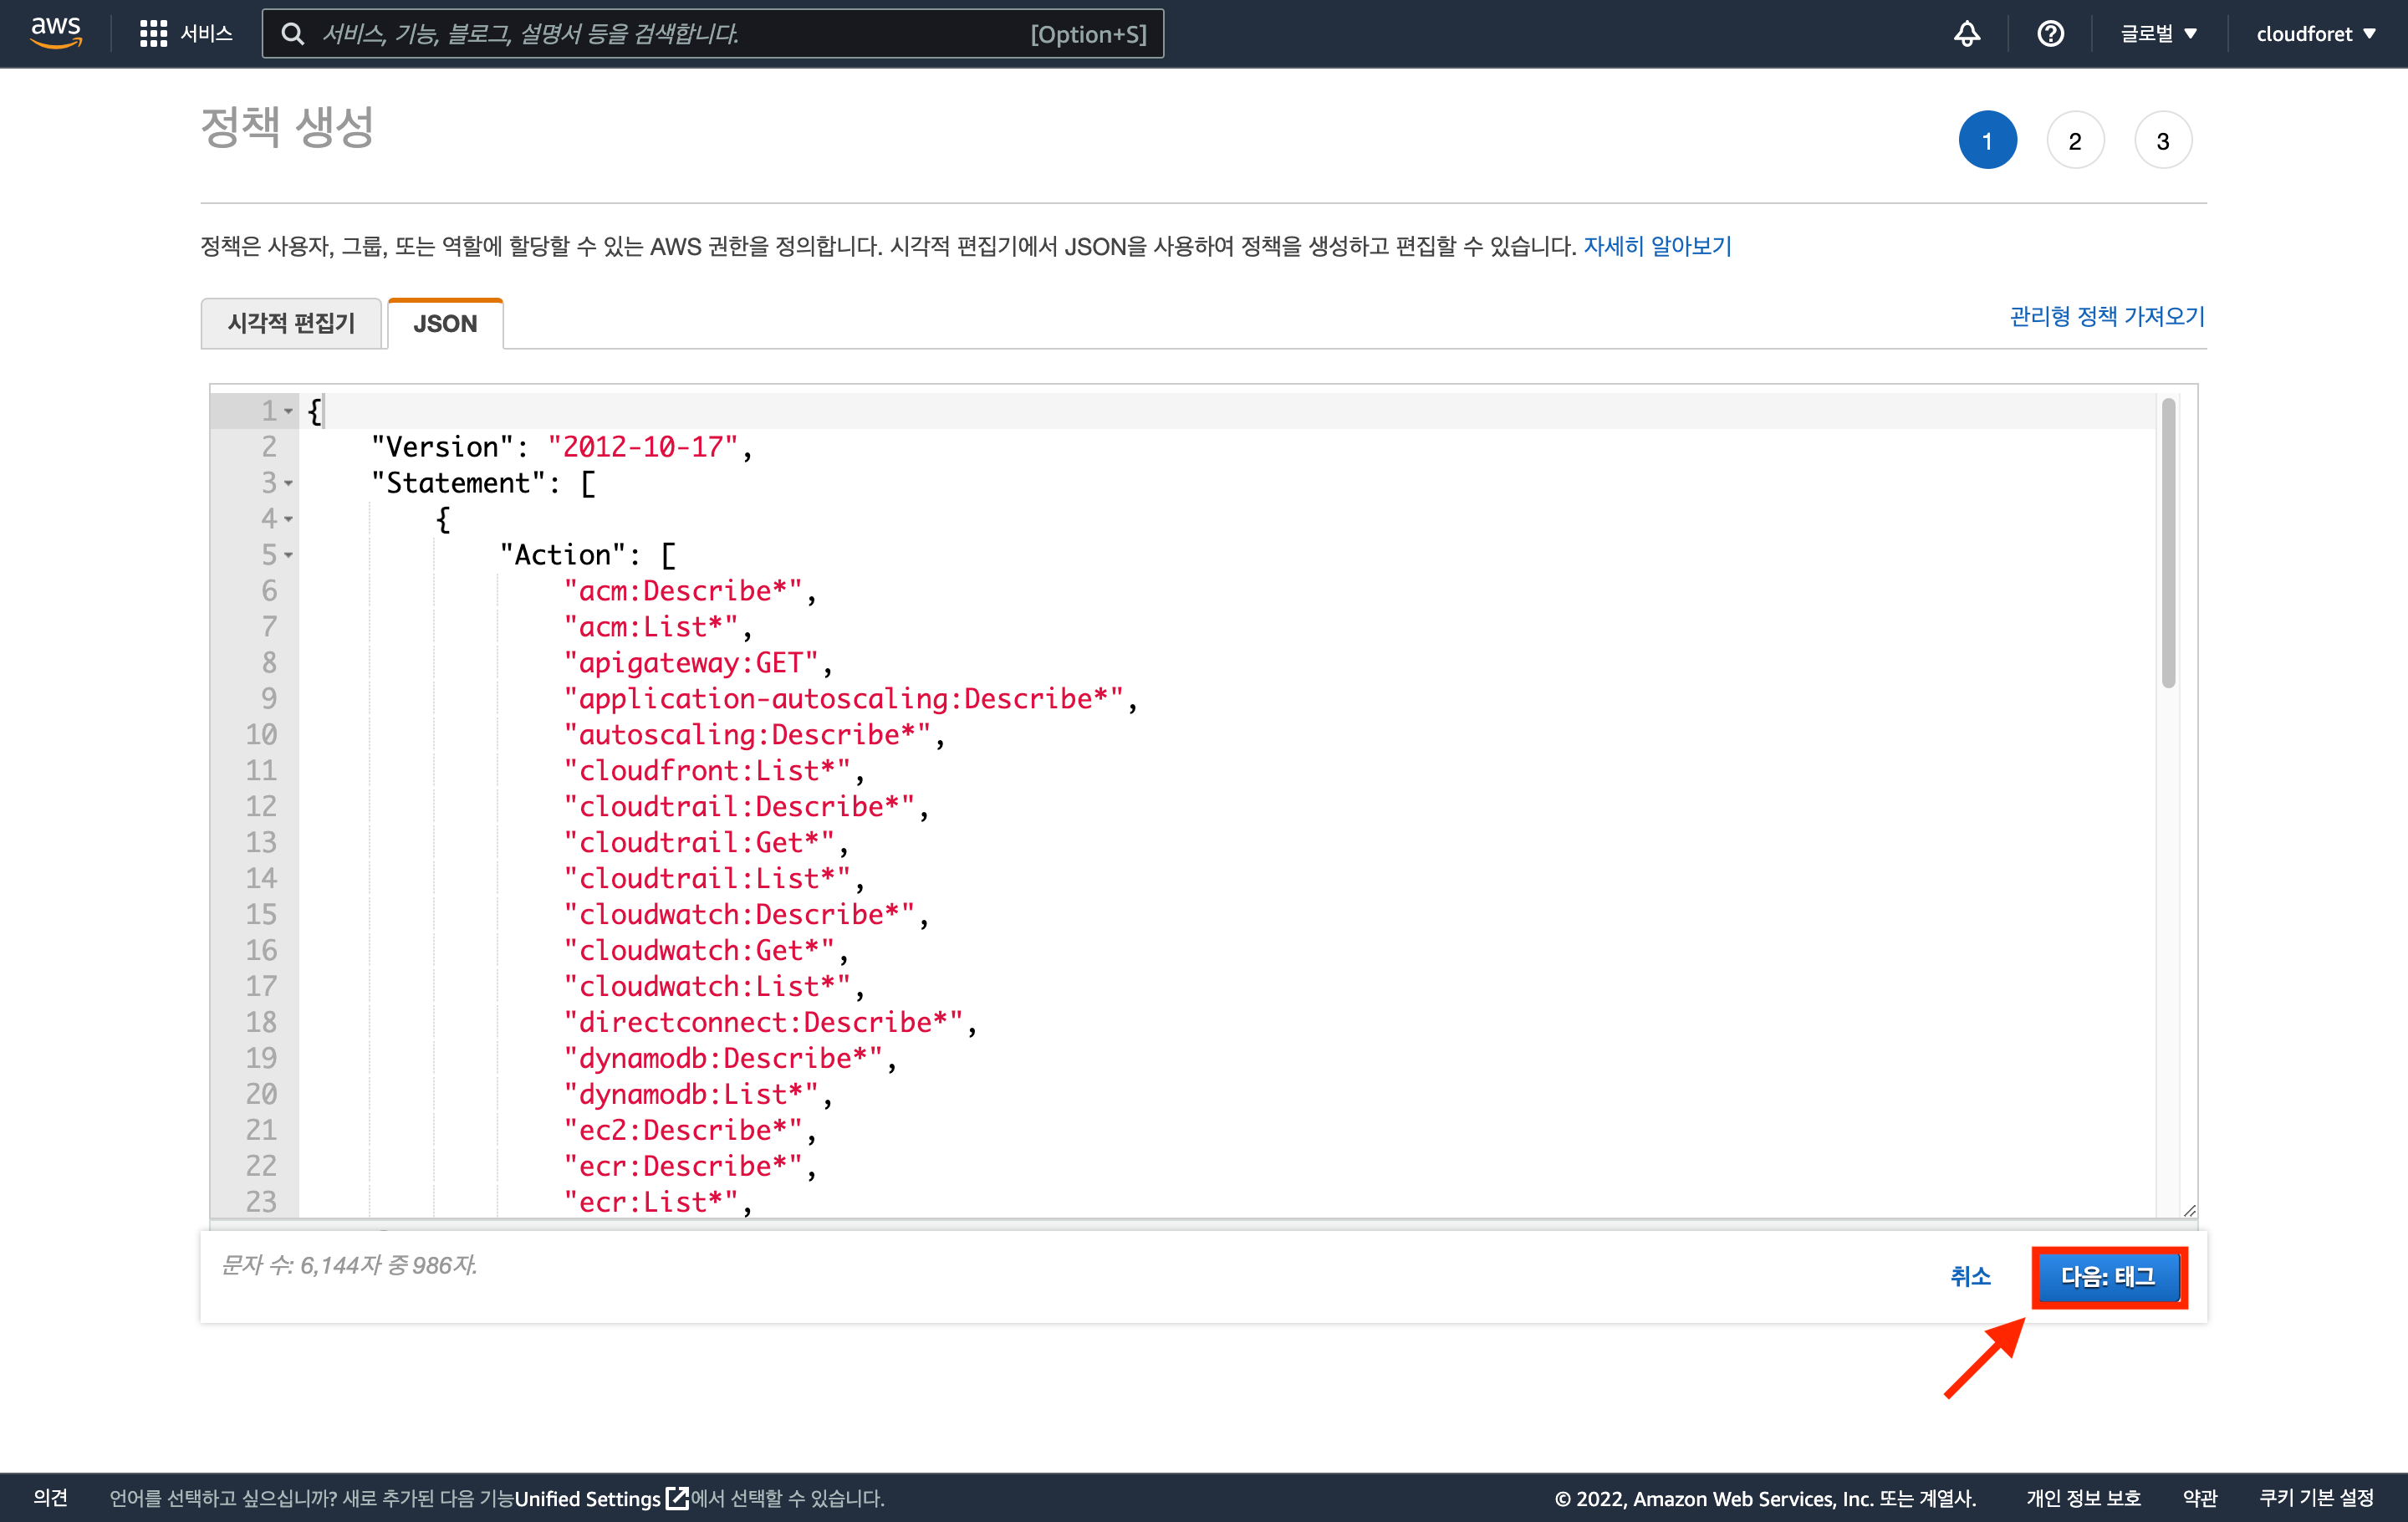 aws 서비스 서비스, 기능, 블로그, 설명서 등을 검색합니다. [Option+S] 글로벌 ▼ cloudforet ▼
정책 생성
1 2 3
정책은 사용자, 그룹, 또는 역할에 할당할 수 있는 AWS 권한을 정의합니다. 시각적 편집기에서 JSON을 사용하여 정책을 생성하고 편집할 수 있습니다. 자세히 알아보기
시각적 편집기 JSON 관리형 정책 가져오기
1 {
2 "Version": "2012-10-17",
3 "Statement": [
4 {
5 "Action": [
6 "acm:Describe*",
7 "acm:List*",
8 "apigateway:GET",
9 "application-autoscaling:Describe*",
10 "autoscaling:Describe*",
11 "cloudfront:List*",
12 "cloudtrail:Describe*",
13 "cloudtrail:Get*",
14 "cloudtrail:List*",
15 "cloudwatch:Describe*",
16 "cloudwatch:Get*",
17 "cloudwatch:List*",
18 "directconnect:Describe*",
19 "dynamodb:Describe*",
20 "dynamodb:List*",
21 "ec2:Describe*",
22 "ecr:Describe*",
23 "ecr:List*",
문자 수: 6,144자 중 986자.
취소 다음: 태그
의견 언어를 선택하고 싶으십니까? 새로 추가된 다음 기능Unified Settings에서 선택할 수 있습니다. © 2022, Amazon Web Services, Inc. 또는 계열사. 개인 정보 보호 약관 쿠키 기본 설정